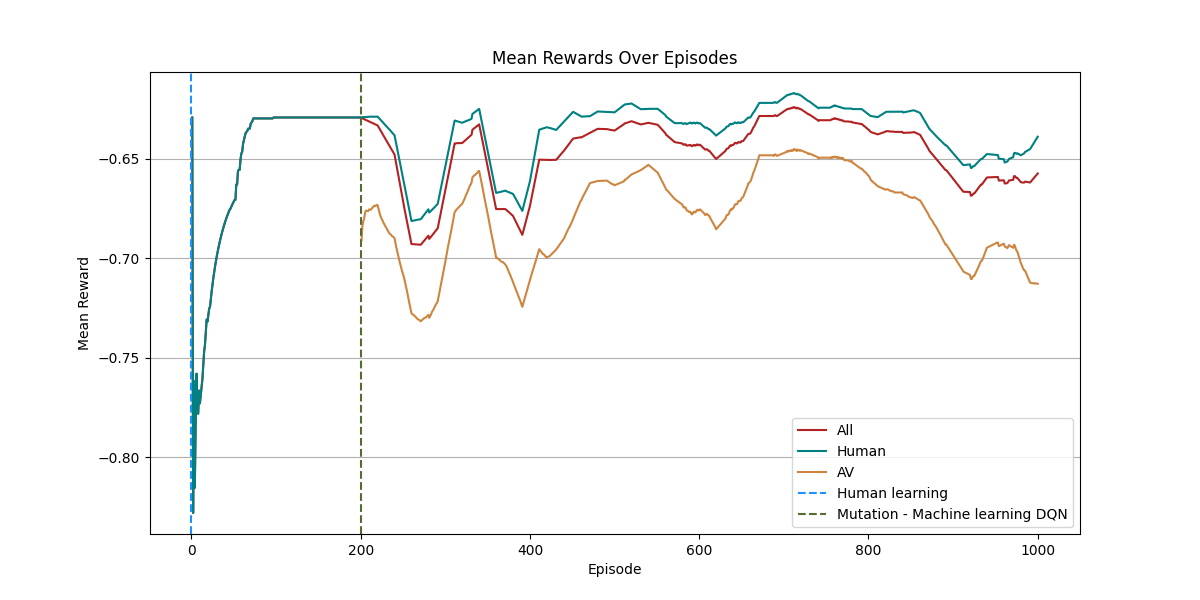 Mean Rewards Over Episodes
Mean Reward
−0.65
−0.70
−0.75
−0.80
0
200
400
600
800
1000
Episode
All
Human
AV
Human learning
Mutation - Machine learning DQN